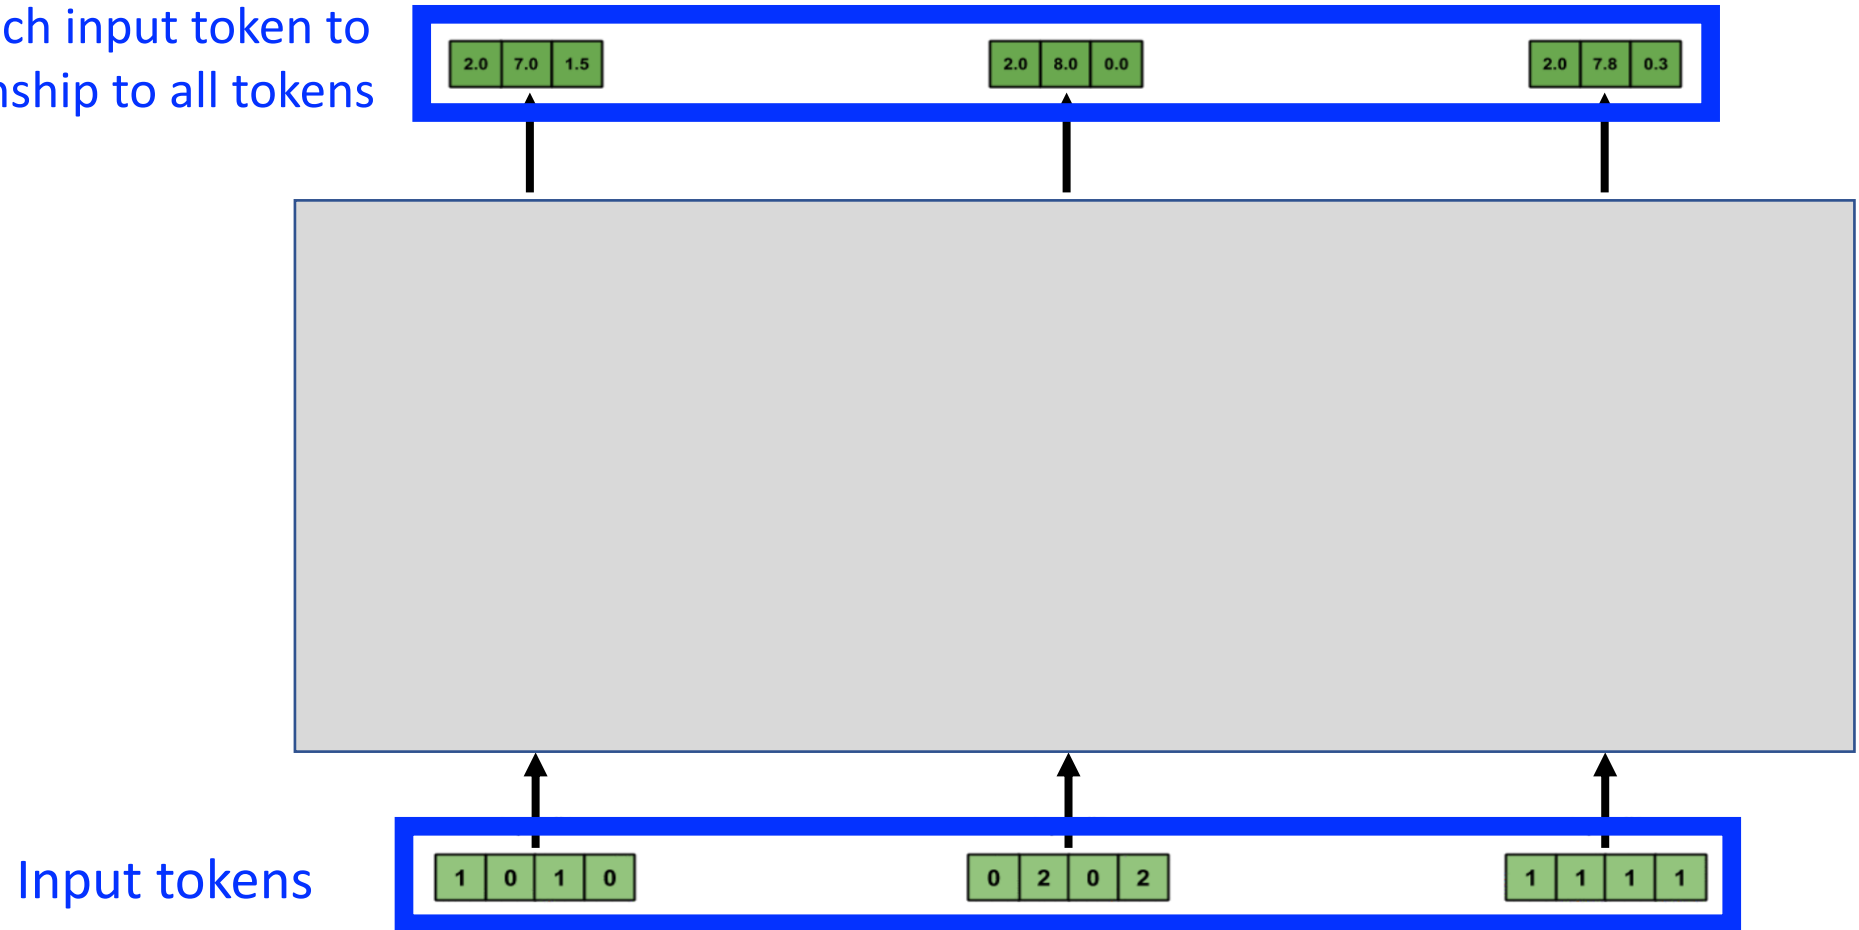 ch input token to
nship to all tokens
2.0 7.0 1.5 2.0 8.0 0.0 2.0 7.8 0.3
Input tokens
1 0 1 0 0 2 0 2 1 1 1 1